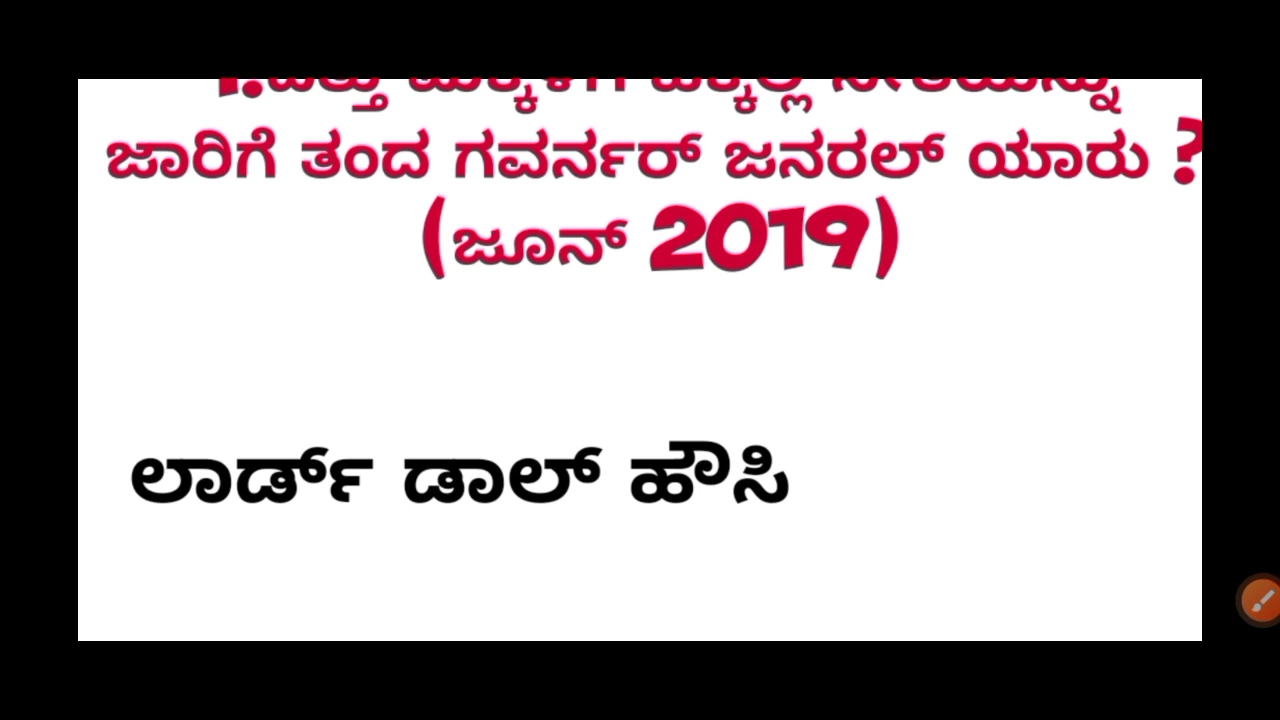 ಜಾರಿಗೆ ತಂದ ಗವರ್ನರ್ ಜನರಲ್ ಯಾರು ?
(ಜೂನ್ 2019)
ಲಾರ್ಡ್ ಡಾಲ್ ಹೌಸಿ